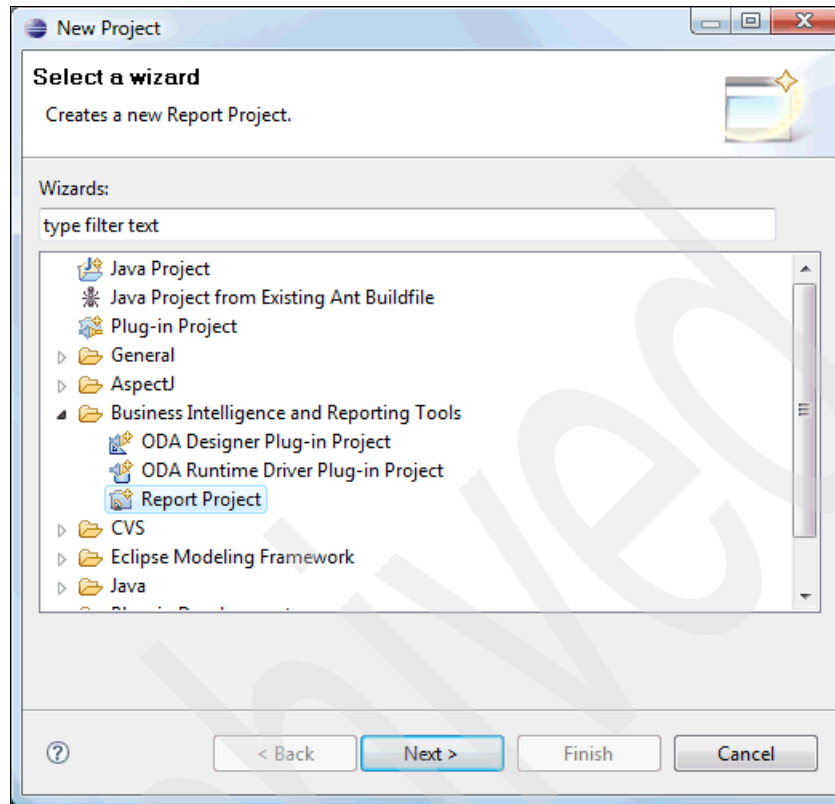 New Project
Select a wizard
Creates a new Report Project.
Wizards:
type filter text
Java Project
Java Project from Existing Ant Buildfile
Plug-in Project
General
AspectJ
Business Intelligence and Reporting Tools
ODA Designer Plug-in Project
ODA Runtime Driver Plug-in Project
Report Project
CVS
Eclipse Modeling Framework
Java
< Back
Next >
Finish
Cancel